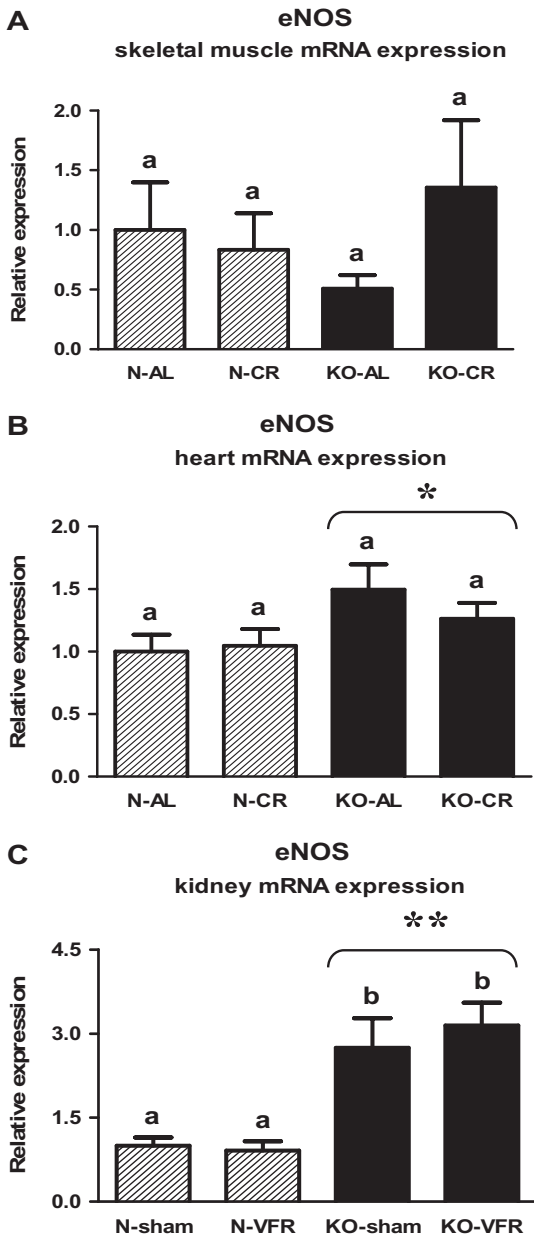 A
eNOS
skeletal muscle mRNA expression
Relative expression
2.0
1.5
1.0
0.5
0.0
a
a
a
a
N-AL
N-CR
KO-AL
KO-CR
B
eNOS
heart mRNA expression
*
Relative expression
2.0
1.5
1.0
0.5
0.0
a
a
a
a
N-AL
N-CR
KO-AL
KO-CR
C
eNOS
kidney mRNA expression
**
Relative expression
4.5
3.0
1.5
0.0
a
a
b
b
N-sham
N-VFR
KO-sham
KO-VFR